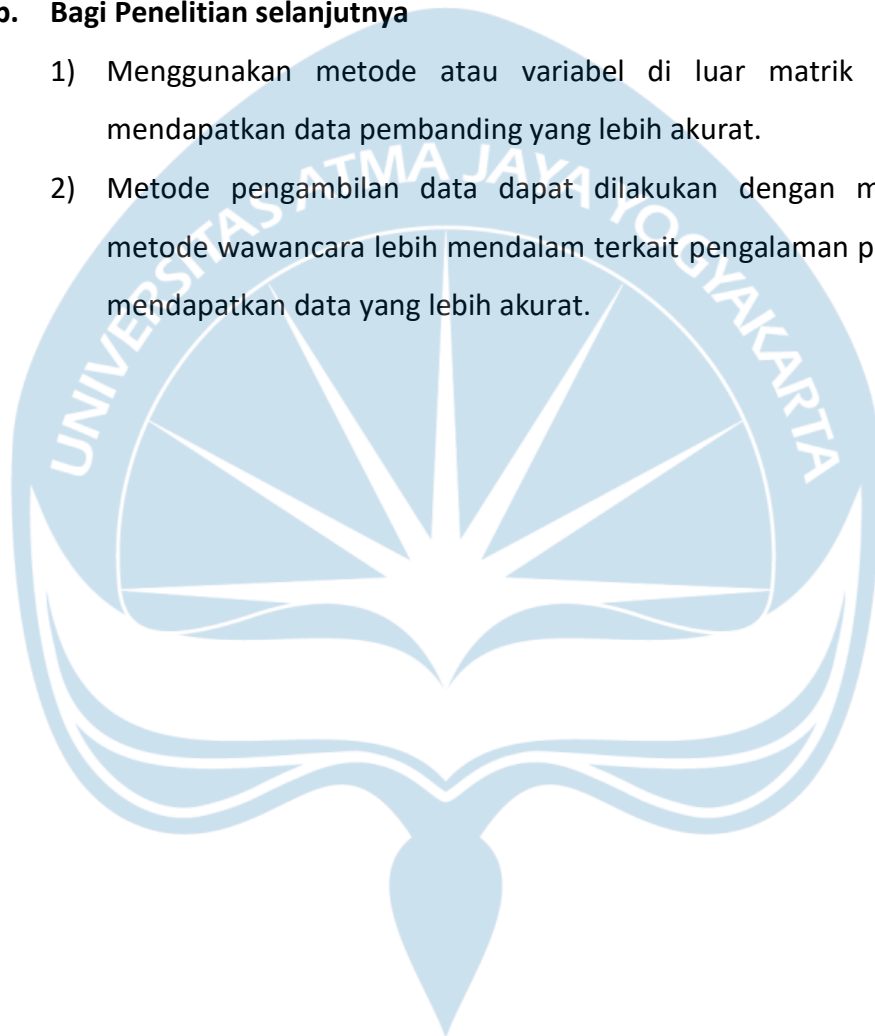 b. Bagi Penelitian selanjutnya
1) Menggunakan metode atau variabel di luar matrik
mendapatkan data pembanding yang lebih akurat.
2) Metode pengambilan data dapat dilakukan dengan
metode wawancara lebih mendalam terkait pengalaman
mendapatkan data yang lebih akurat.
UNIVERSITAS ATMA JAYA YOGYAKARTA